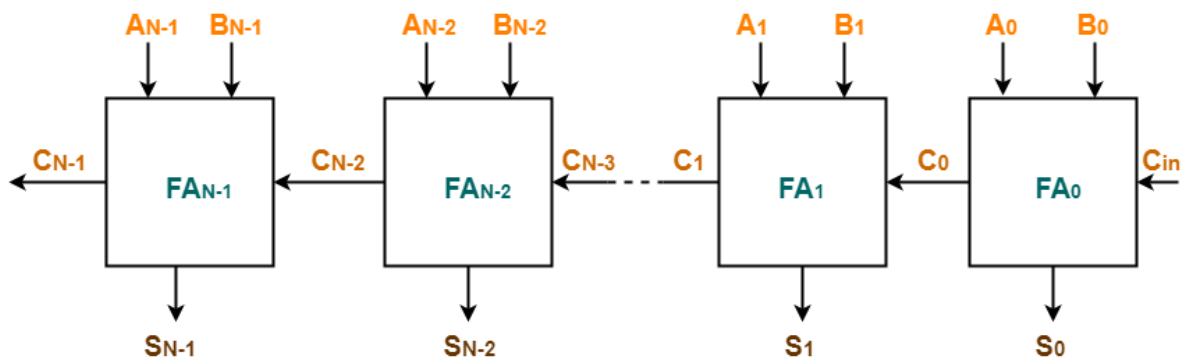 AN-1 BN-1 AN-2 BN-2 A1 B1 A0 B0
CN-1 CN-2 CN-3 C1 C0 Cin
FAN-1 FAN-2 FA1 FA0
SN-1 SN-2 S1 S0